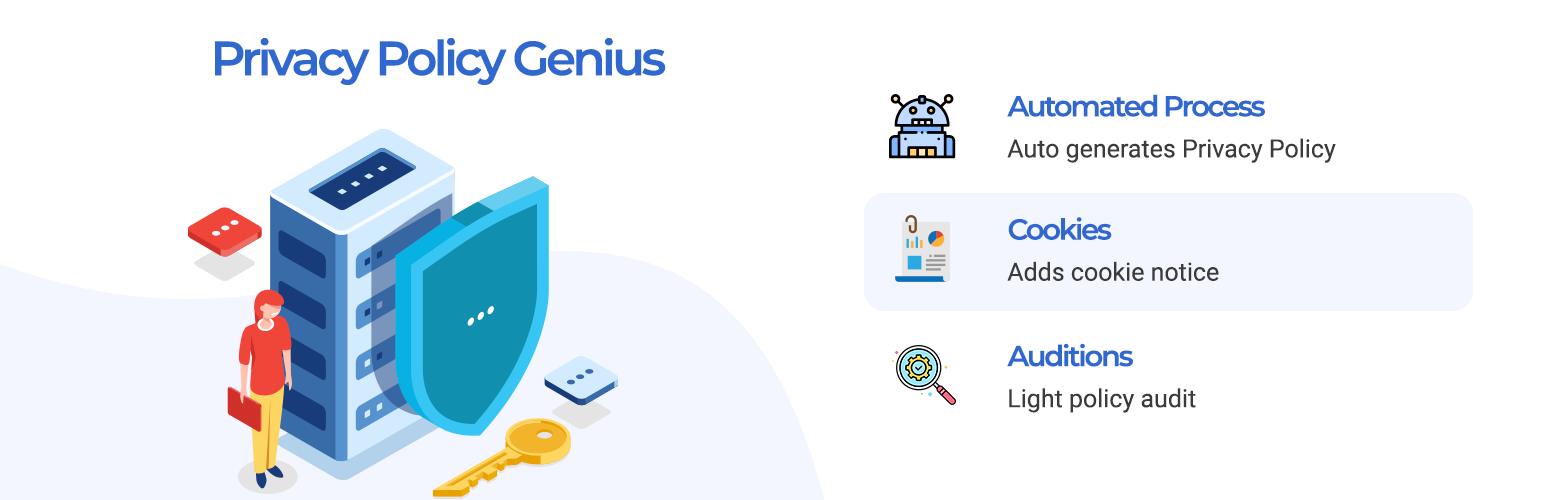 Privacy Policy Genius
Automated Process
Auto generates Privacy Policy
Cookies
Adds cookie notice
Auditions
Light policy audit